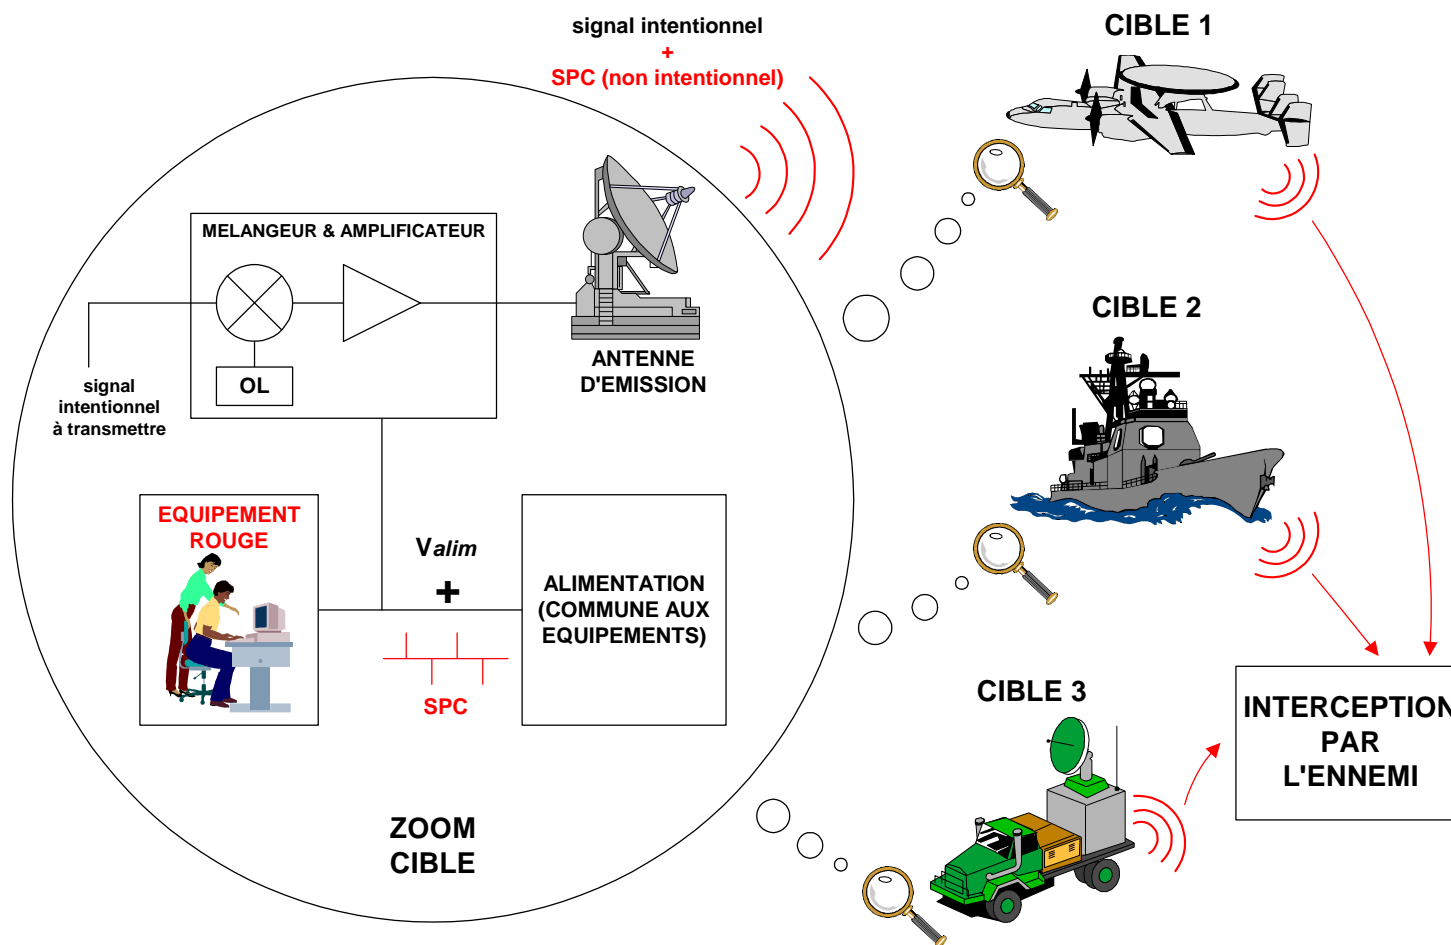 signal intentionnel
+
SPC (non intentionnel)
CIBLE 1
MELANGEUR & AMPLIFICATEUR
OL
signal
intentionnel
à transmettre
ANTENNE
D'EMISSION
CIBLE 2
EQUIPEMENT
ROUGE
Valim
+
SPC
ALIMENTATION
(COMMUNE AUX
EQUIPEMENTS)
CIBLE 3
INTERCEPTION
PAR
L'ENNEMI
ZOOM
CIBLE